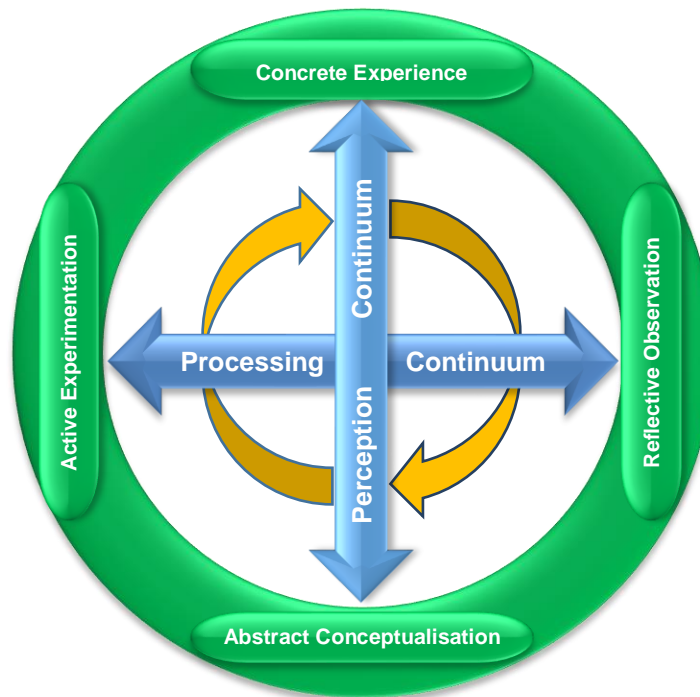 Concrete Experience
Active Experimentation
Perception Continuum
Processing Continuum
Reflective Observation
Abstract Conceptualisation